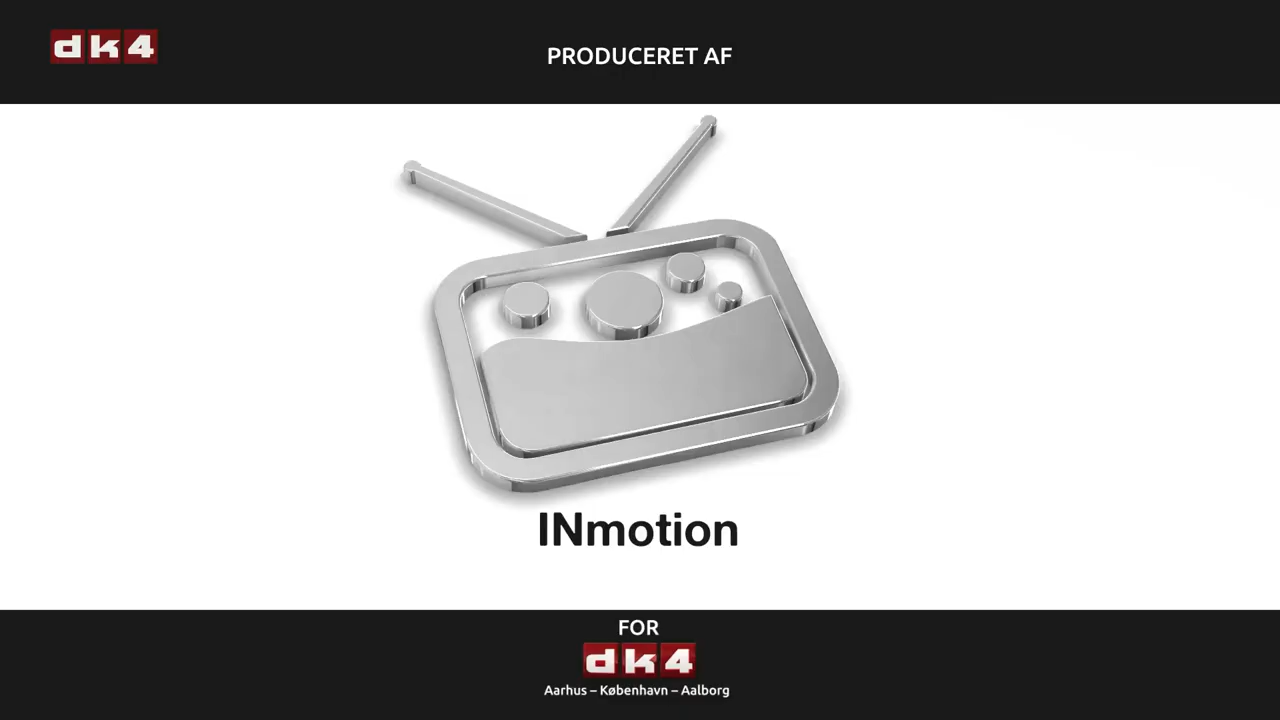 dk4
PRODUCERET AF
INmotion
FOR
dk4
Aarhus – København – Aalborg